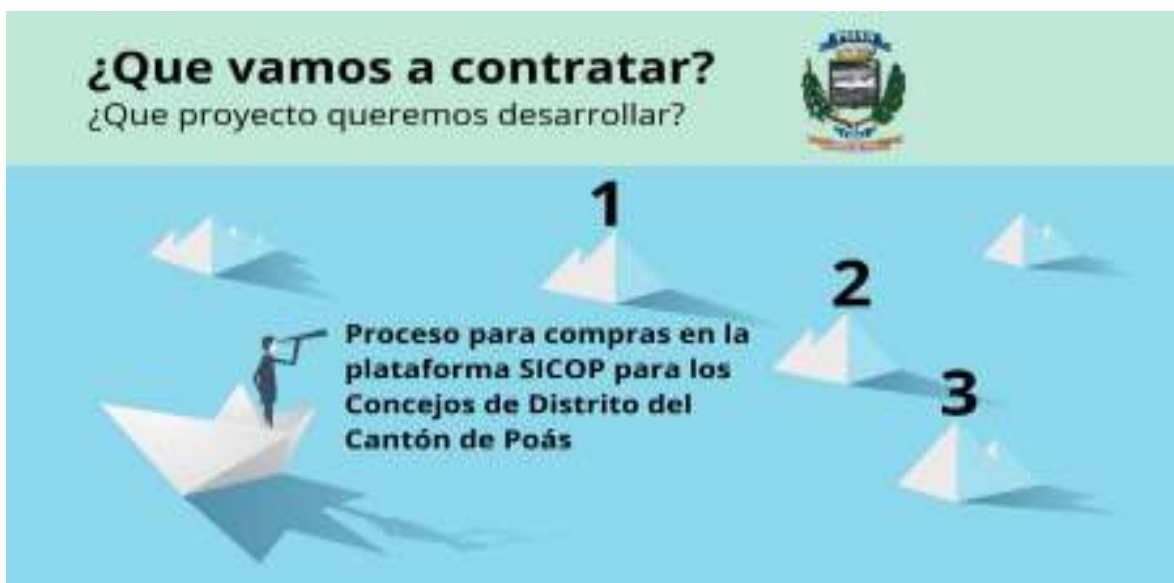 ¿Que vamos a contratar?
¿Que proyecto queremos desarrollar?
1
2
3
Proceso para compras en la
plataforma SICOP para los
Concejos de Distrito del
Cantón de Poás